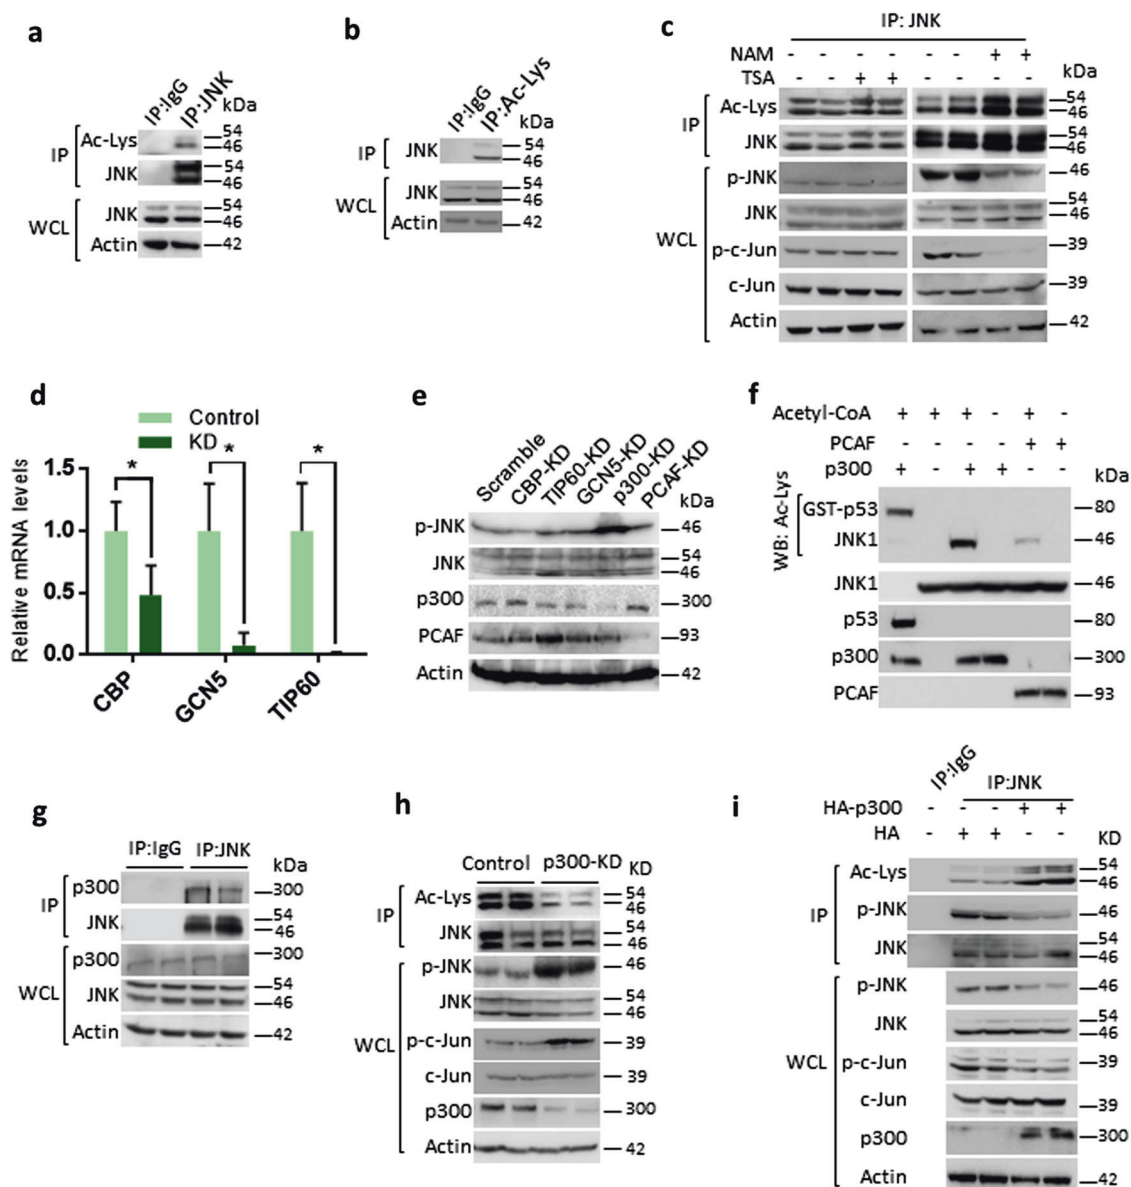 a
IP:IgG
IP:JNK
kDa
IP
Ac-Lys
54
46
JNK
54
46
WCL
JNK
54
46
Actin
42
b
IP:IgG
IP:Ac-Lys
kDa
IP
JNK
54
46
WCL
JNK
54
46
Actin
42
c
IP: JNK
NAM - - - - - - + +
TSA - - + + - - - -
kDa
IP
Ac-Lys
54
46
JNK
54
46
WCL
p-JNK
46
JNK
54
46
p-c-Jun
39
c-Jun
39
Actin
42
d
Control
KD
Relative mRNA levels
1.5
1.0
0.5
0.0
* * *
CBP
GCN5
TIP60
e
Scramble
CBP-KD
TIP60-KD
GCN5-KD
p300-KD
PCAF-KD
kDa
p-JNK
46
JNK
54
46
p300
300
PCAF
93
Actin
42
f
Acetyl-CoA + + + - + -
PCAF - - - - + +
p300 + - + + - -
kDa
WB: Ac-Lys
GST-p53
80
JNK1
46
JNK1
46
p53
80
p300
300
PCAF
93
g
IP:IgG
IP:JNK
kDa
IP
p300
300
JNK
54
46
WCL
p300
300
JNK
54
46
Actin
42
h
Control
p300-KD
KD
IP
Ac-Lys
54
46
JNK
54
46
WCL
p-JNK
46
JNK
54
46
p-c-Jun
39
c-Jun
39
p300
300
Actin
42
i
IP:IgG
IP:JNK
HA-p300 - - - + +
HA - + + - -
KD
IP
Ac-Lys
54
46
p-JNK
46
JNK
54
46
WCL
p-JNK
46
JNK
54
46
p-c-Jun
39
c-Jun
39
p300
300
Actin
42